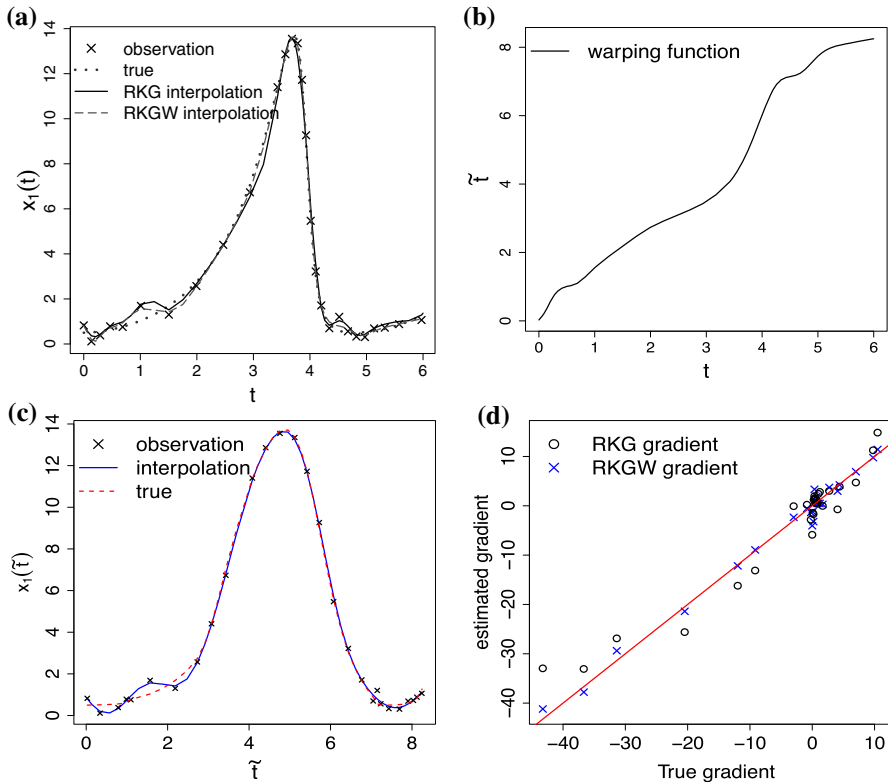 (a)
14
12
10
8
6
4
2
0
x₁(t)
× observation
true
RKG interpolation
RKGW interpolation
0 1 2 3 4 5 6
t
(b)
8
6
4
2
0
t̃
warping function
0 1 2 3 4 5 6
t
(c)
14
12
10
8
6
4
2
0
x₁(t̃)
× observation
interpolation
true
0 2 4 6 8
t̃
(d)
10
0
−10
−20
−30
−40
estimated gradient
RKG gradient
RKGW gradient
−40 −30 −20 −10 0 10
True gradient